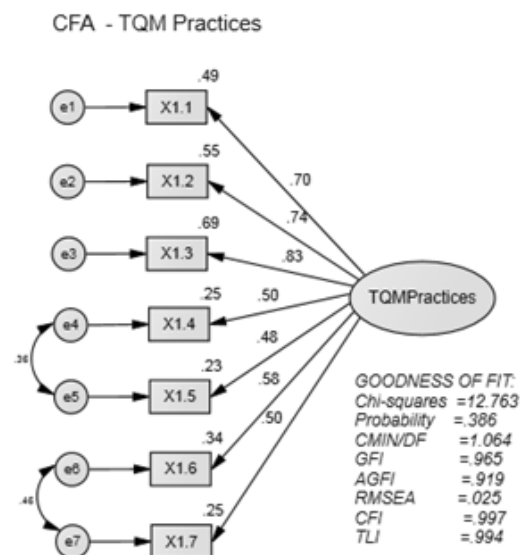 CFA - TQM Practices
.49
e1 X1.1
.70
.55
e2 X1.2
.74
.69
e3 X1.3
.83
TQMPractices
.25
e4 X1.4
.50
.36
.48
.23
e5 X1.5
.58
.50
.34
e6 X1.6
.46
.25
e7 X1.7
GOODNESS OF FIT:
Chi-squares =12.763
Probability =.386
CMIN/DF =1.064
GFI =.965
AGFI =.919
RMSEA =.025
CFI =.997
TLI =.994